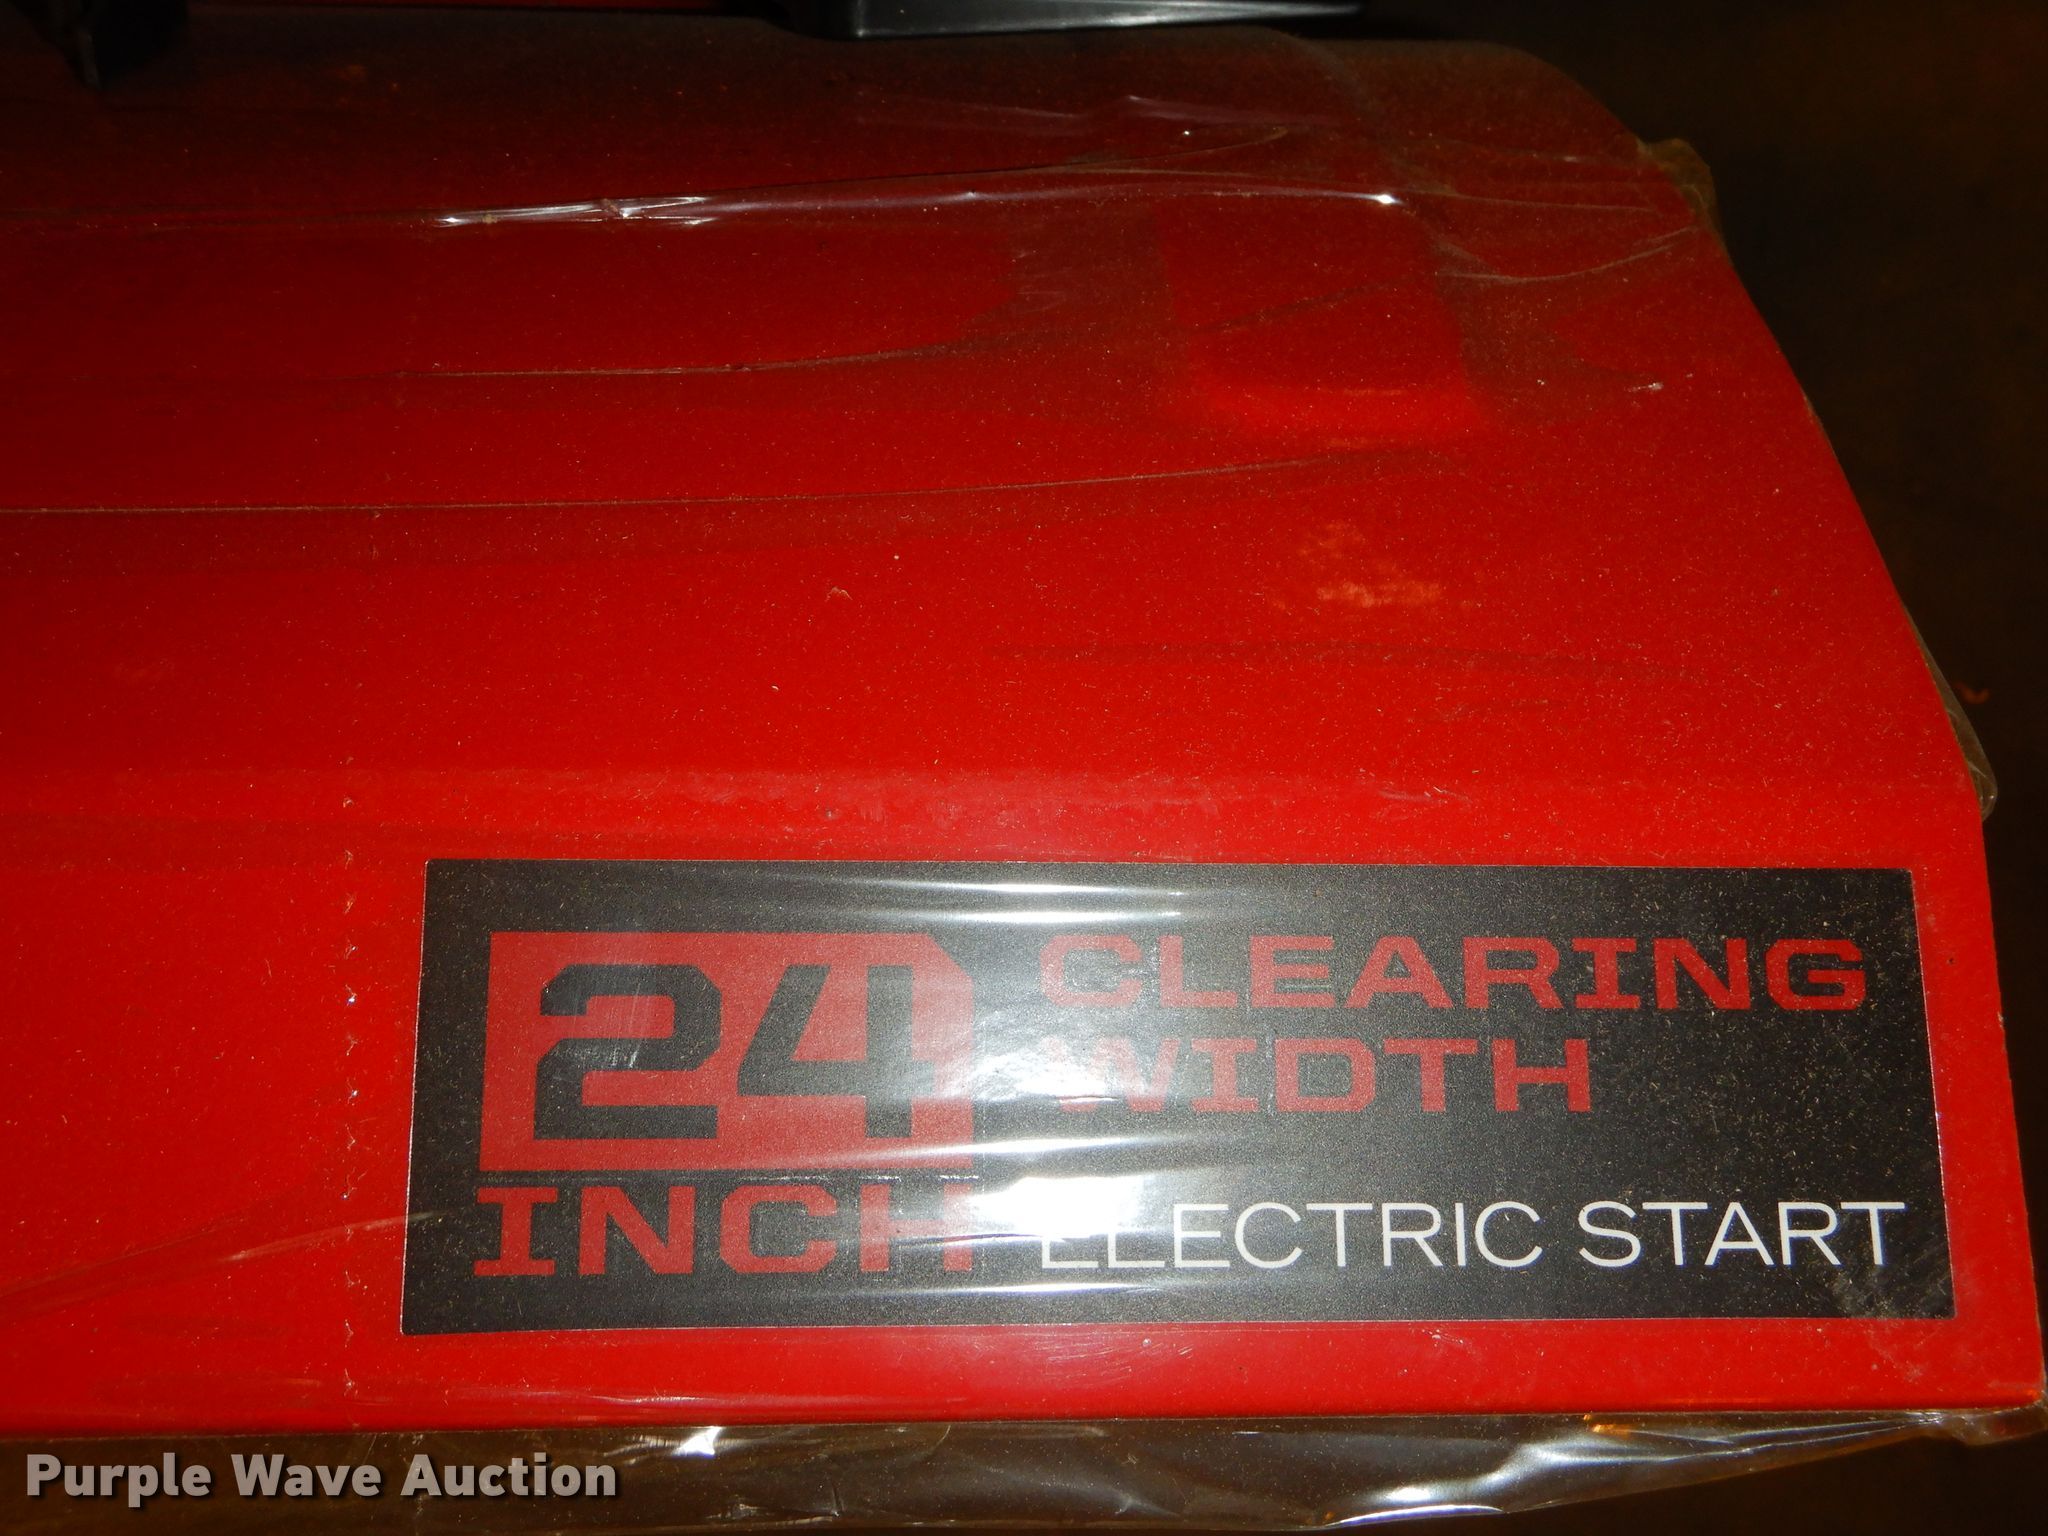 24 CLEARING
WIDTH
INCH ELECTRIC START
Purple Wave Auction